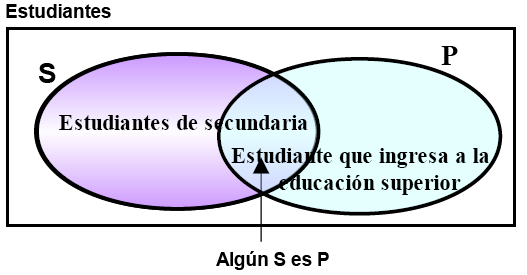 Estudiantes
S
P
Estudiantes de secundaria
Estudiante que ingresa a la
educación superior
Algún S es P